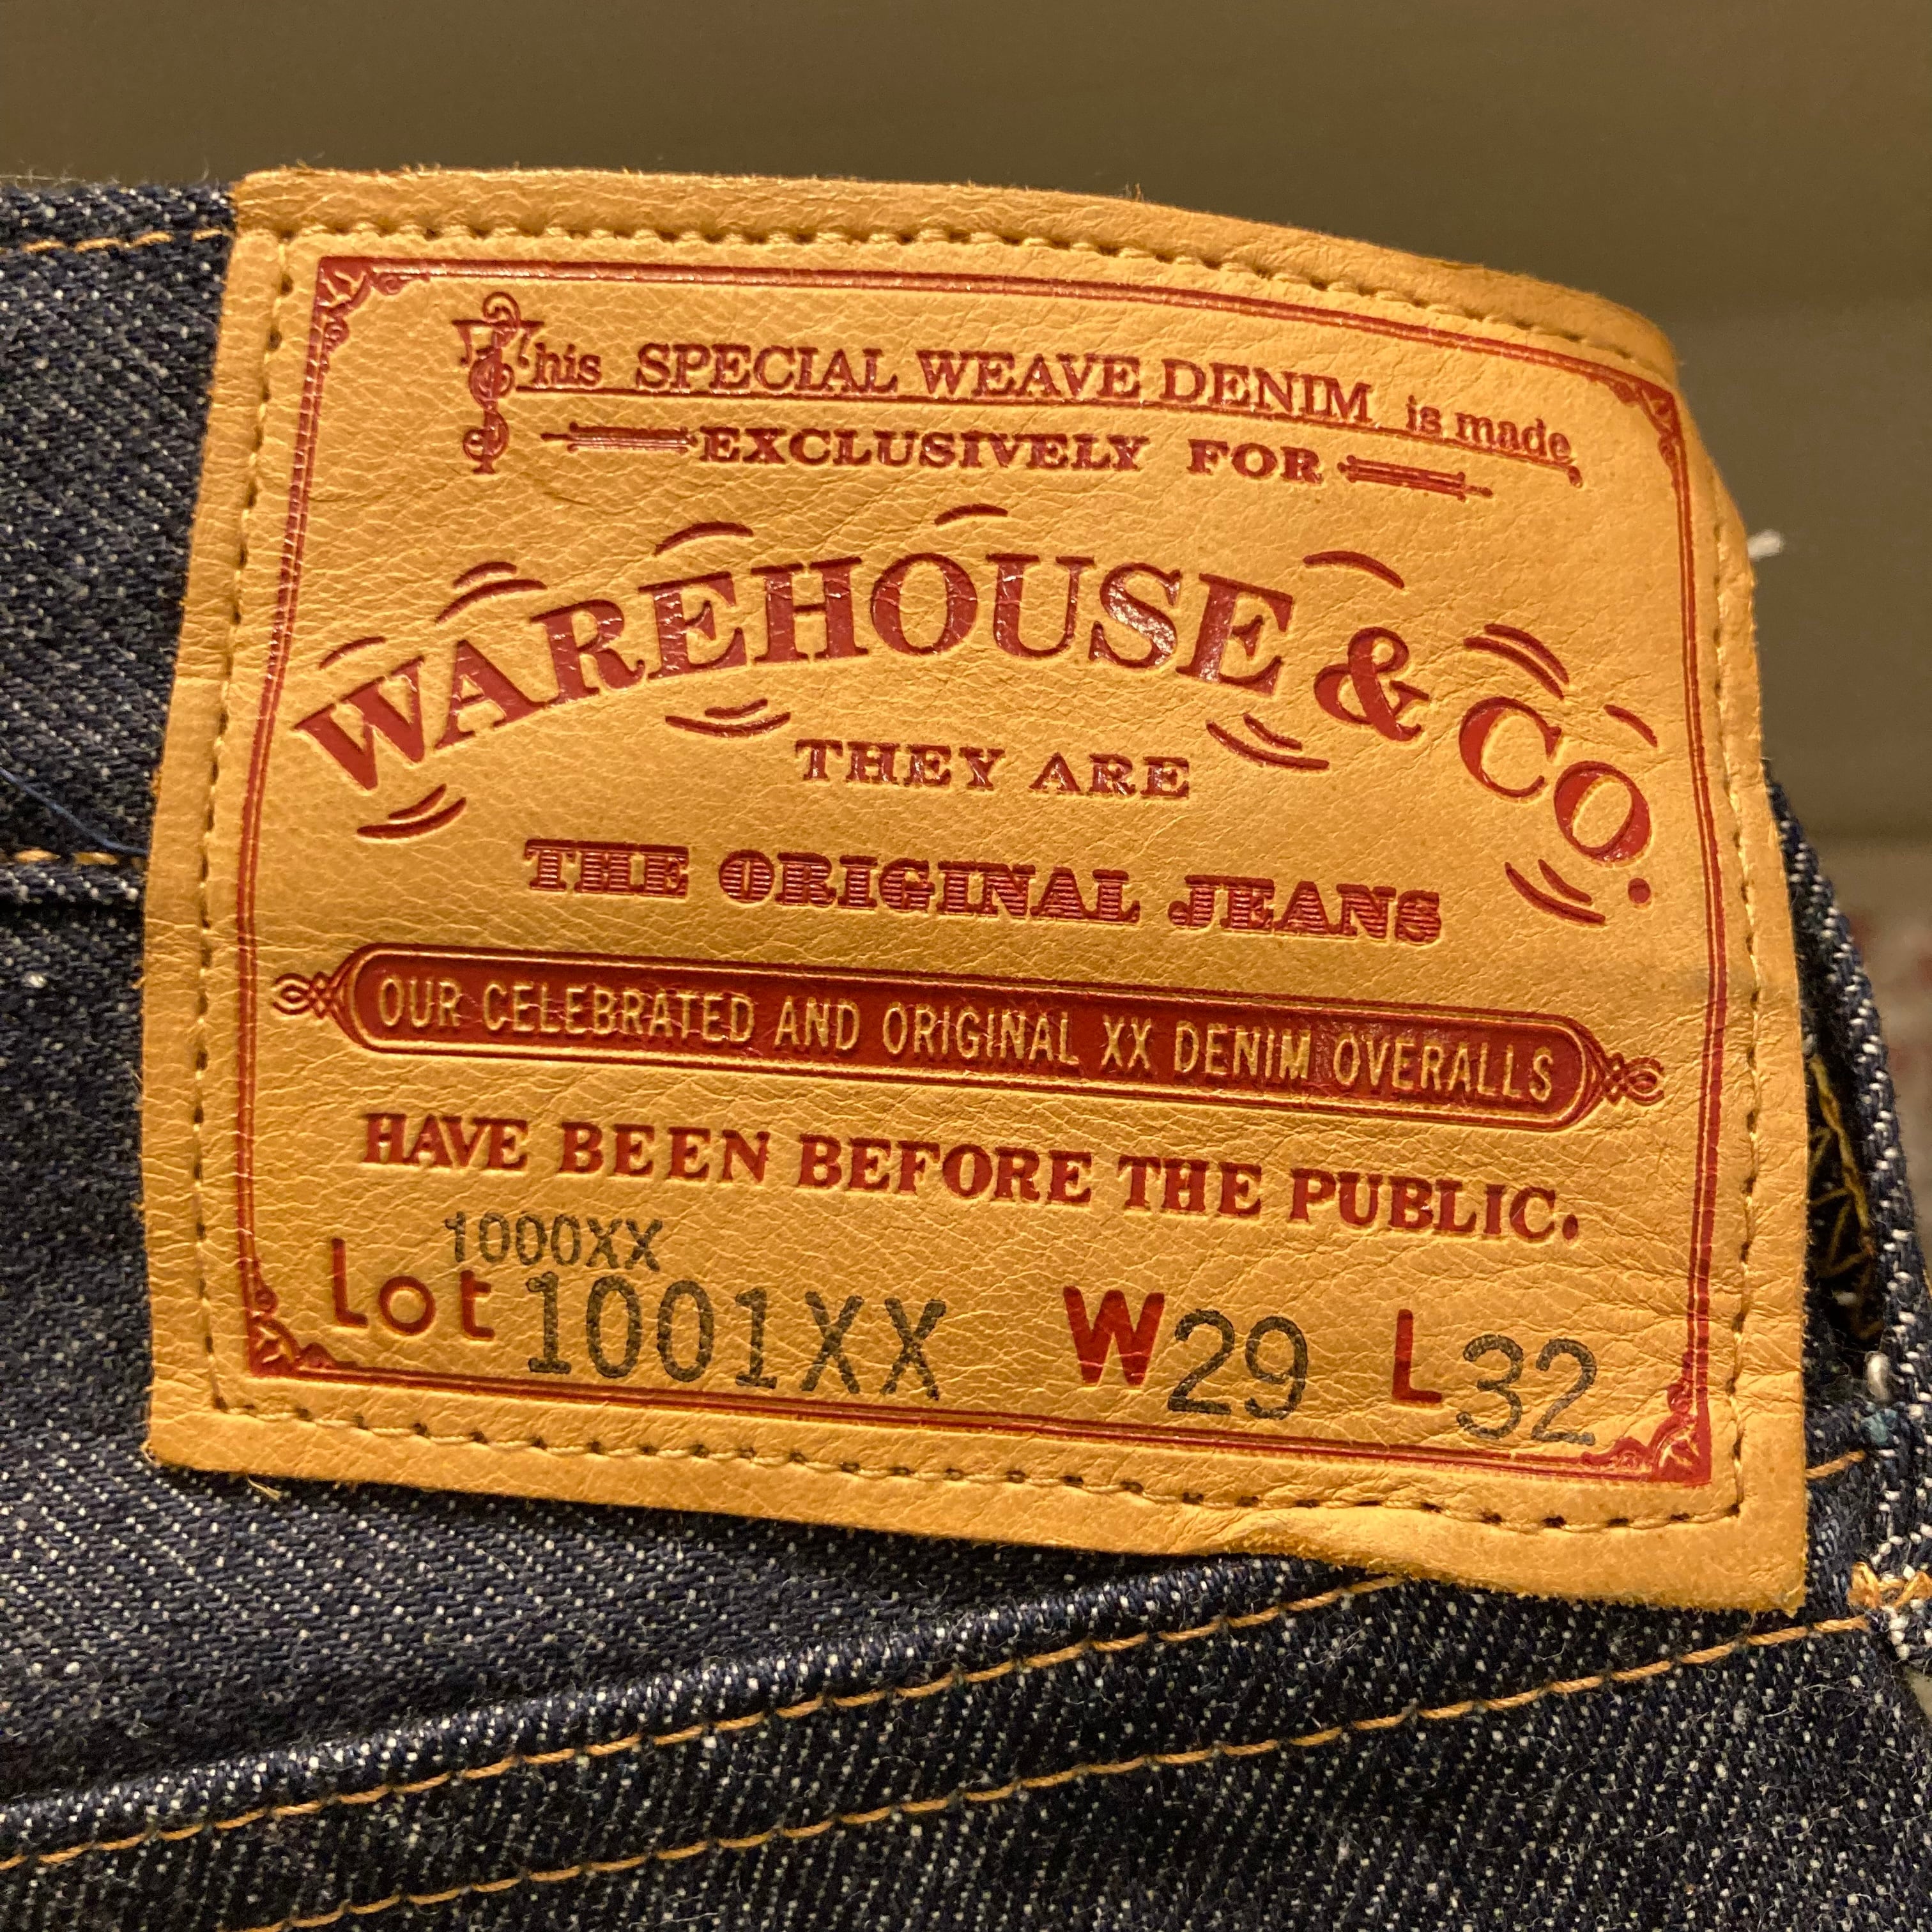 This SPECIAL WEAVE DENIM is made
EXCLUSIVELY FOR
WAREHOUSE & CO.
THEY ARE
THE ORIGINAL JEANS
OUR CELEBRATED AND ORIGINAL XX DENIM OVERALLS
HAVE BEEN BEFORE THE PUBLIC.
1000XX
Lot 1001XX W29 L32